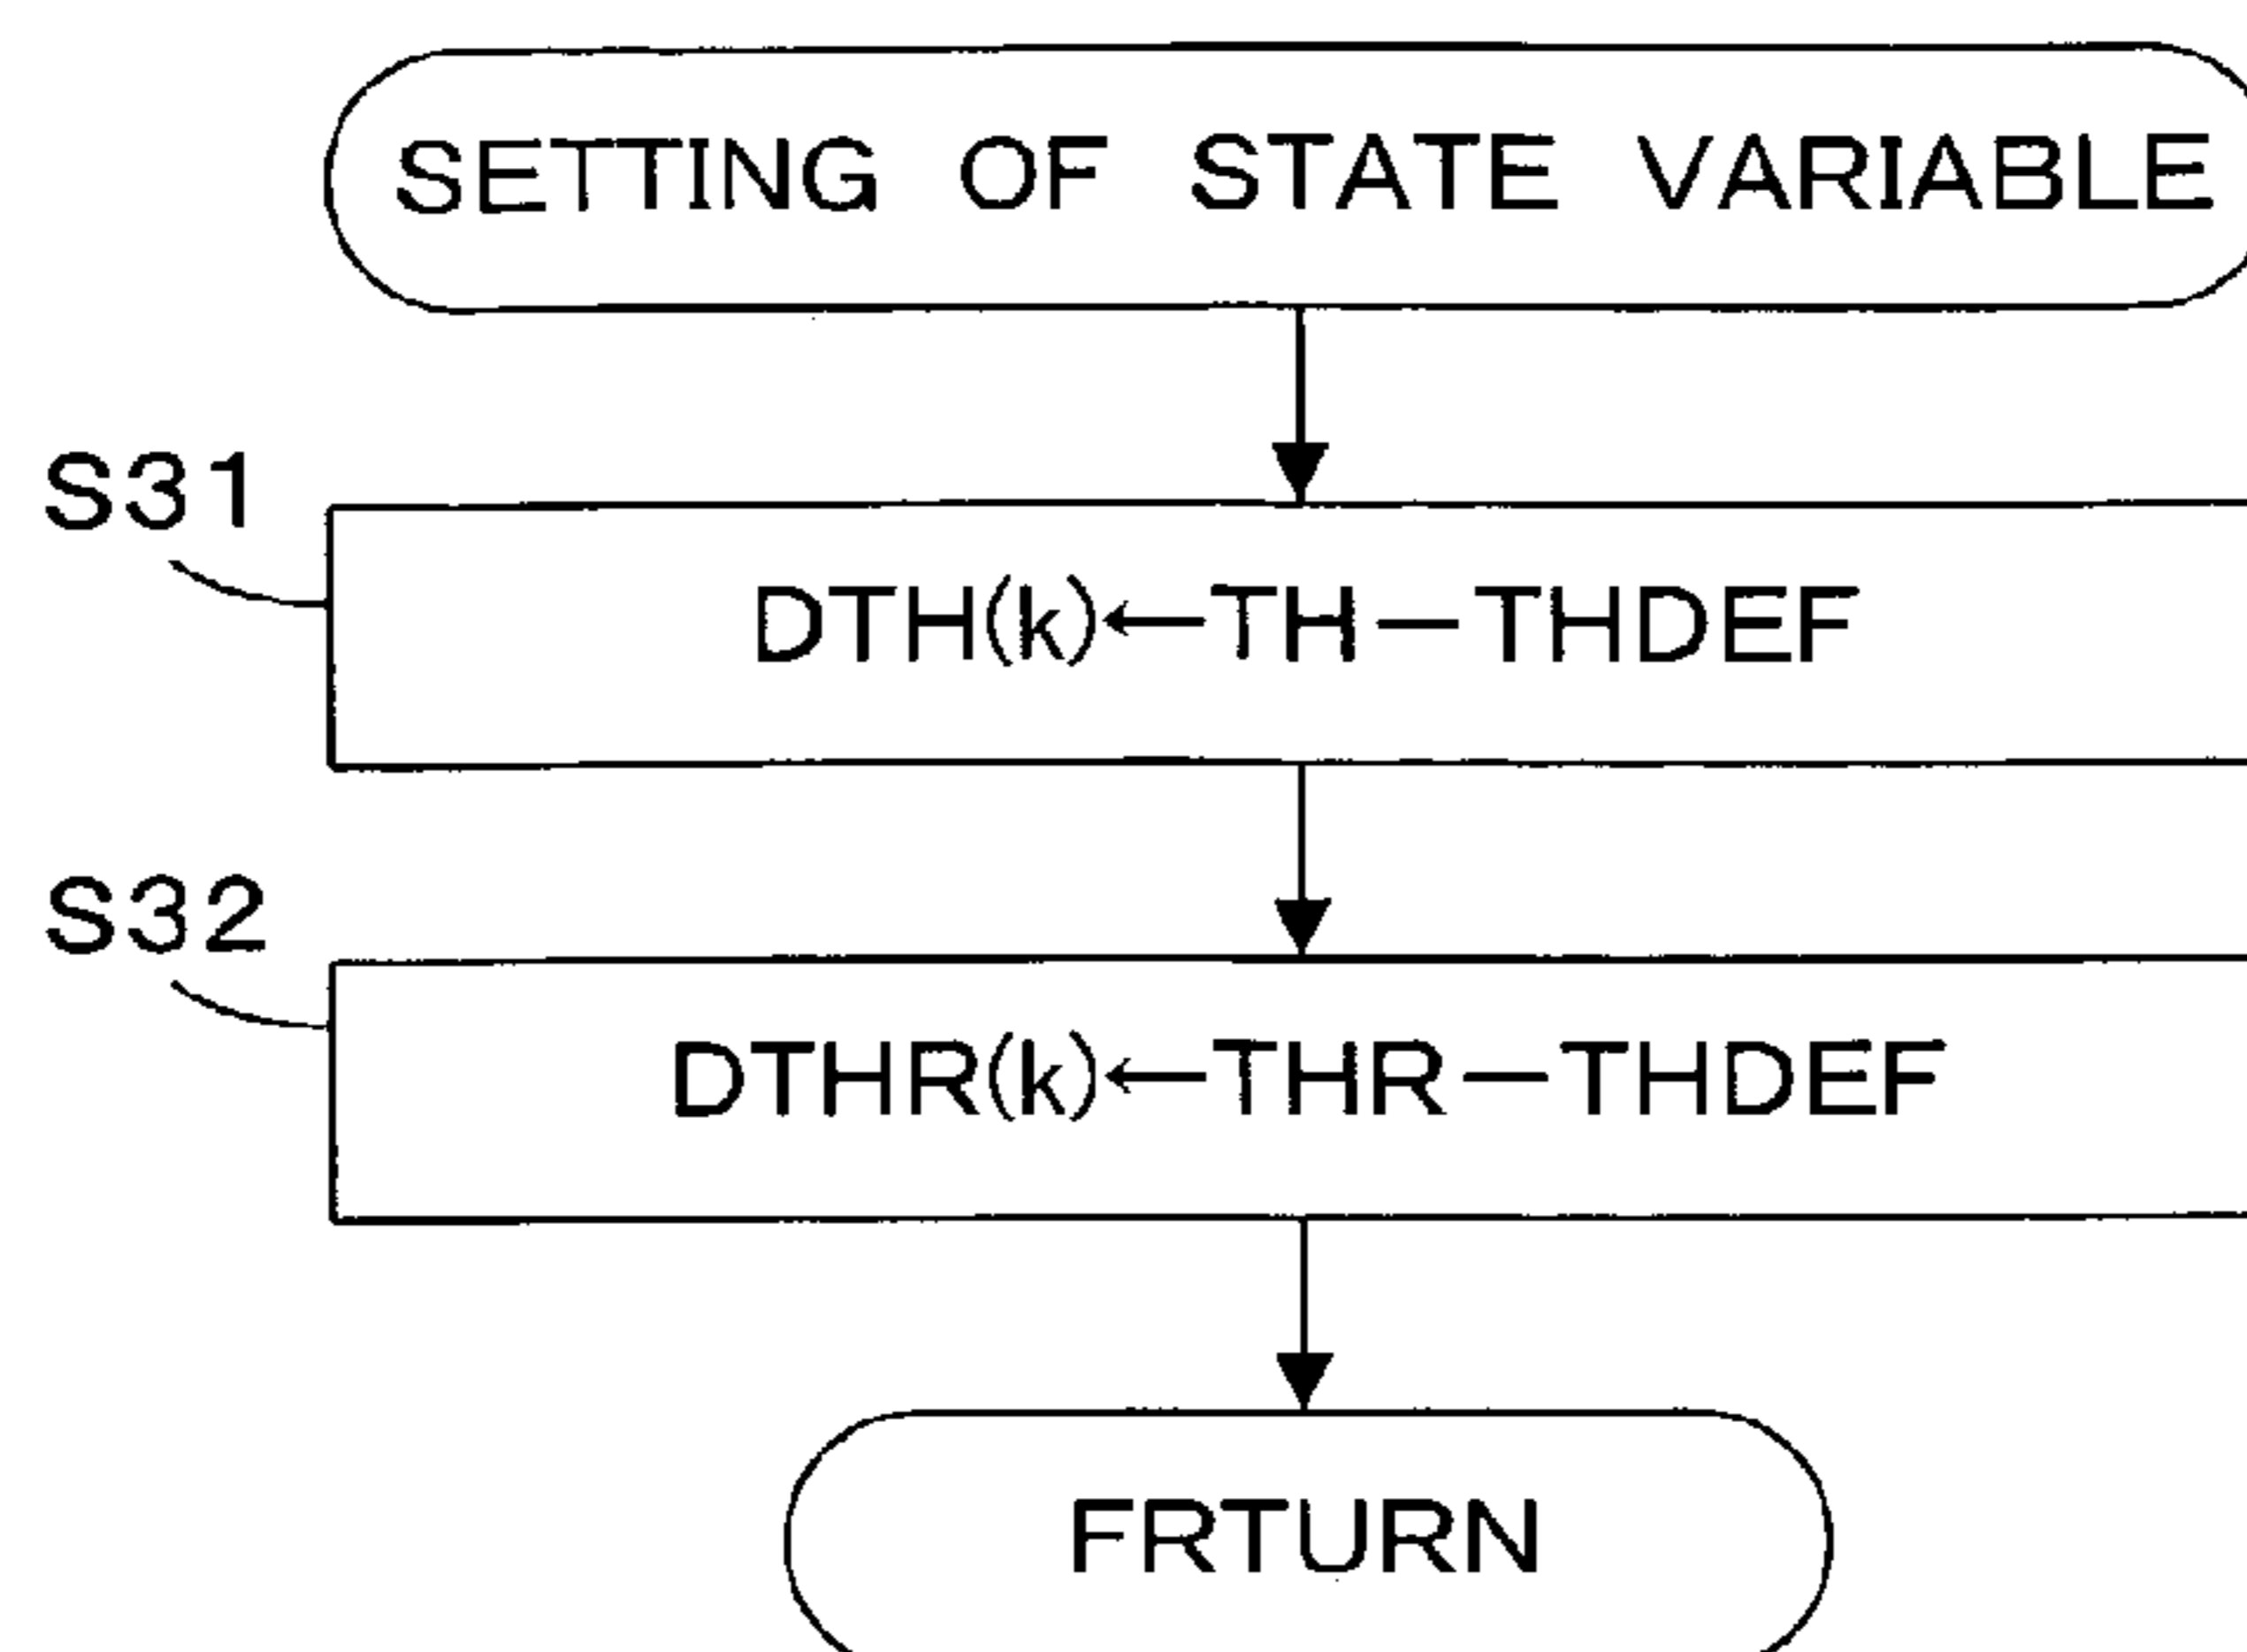 SETTING OF STATE VARIABLE
S31
DTH(k)←TH−THDEF
S32
DTHR(k)←THR−THDEF
FRTURN